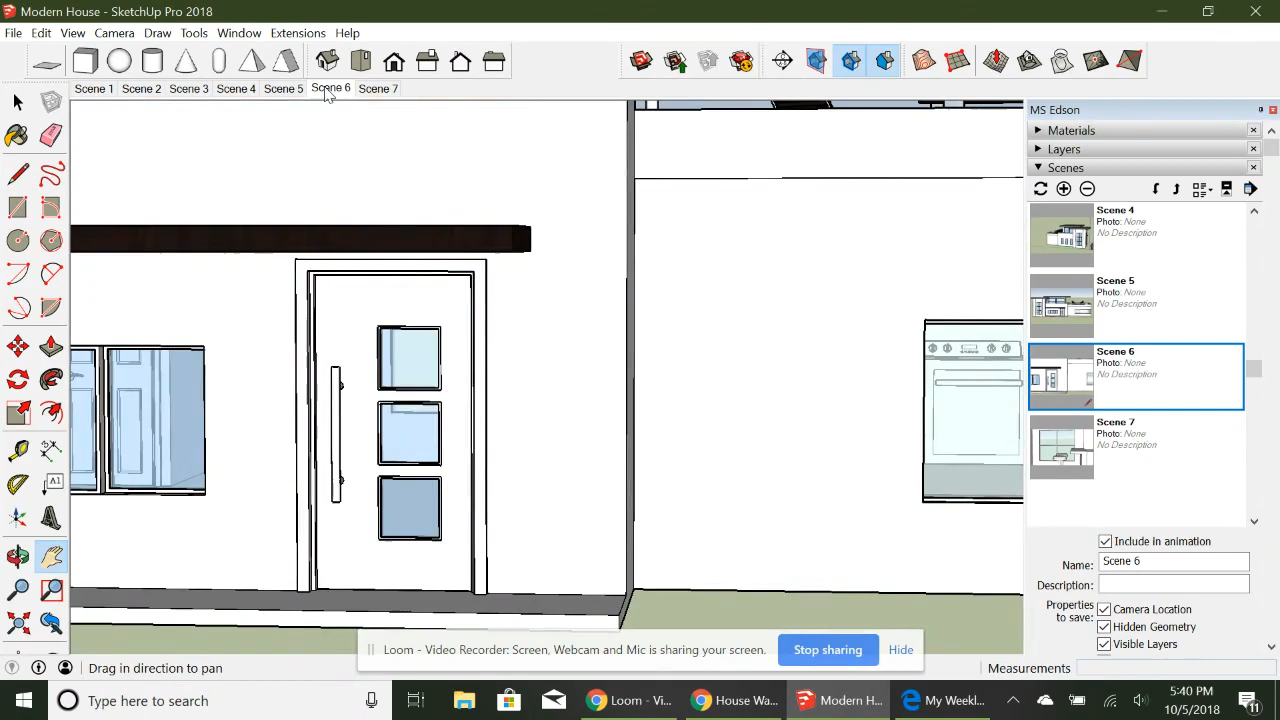 Modern House - SketchUp Pro 2018
File Edit View Camera Draw Tools Window Extensions Help
Scene 1 Scene 2 Scene 3 Scene 4 Scene 5 Scene 6 Scene 7
MS Edson
Materials
Layers
Scenes
Scene 4
Photo: None
No Description
Scene 5
Photo: None
No Description
Scene 6
Photo: None
No Description
Scene 7
Photo: None
No Description
Include in animation
Name: Scene 6
Description:
Properties to save:
Camera Location
Hidden Geometry
Visible Layers
A1
Loom - Video Recorder: Screen, Webcam and Mic is sharing your screen. Stop sharing Hide
Drag in direction to pan
Measurements
Type here to search
Loom - Vi...
House Wa...
Modern H...
My Weekl...
5:40 PM
10/5/2018
11